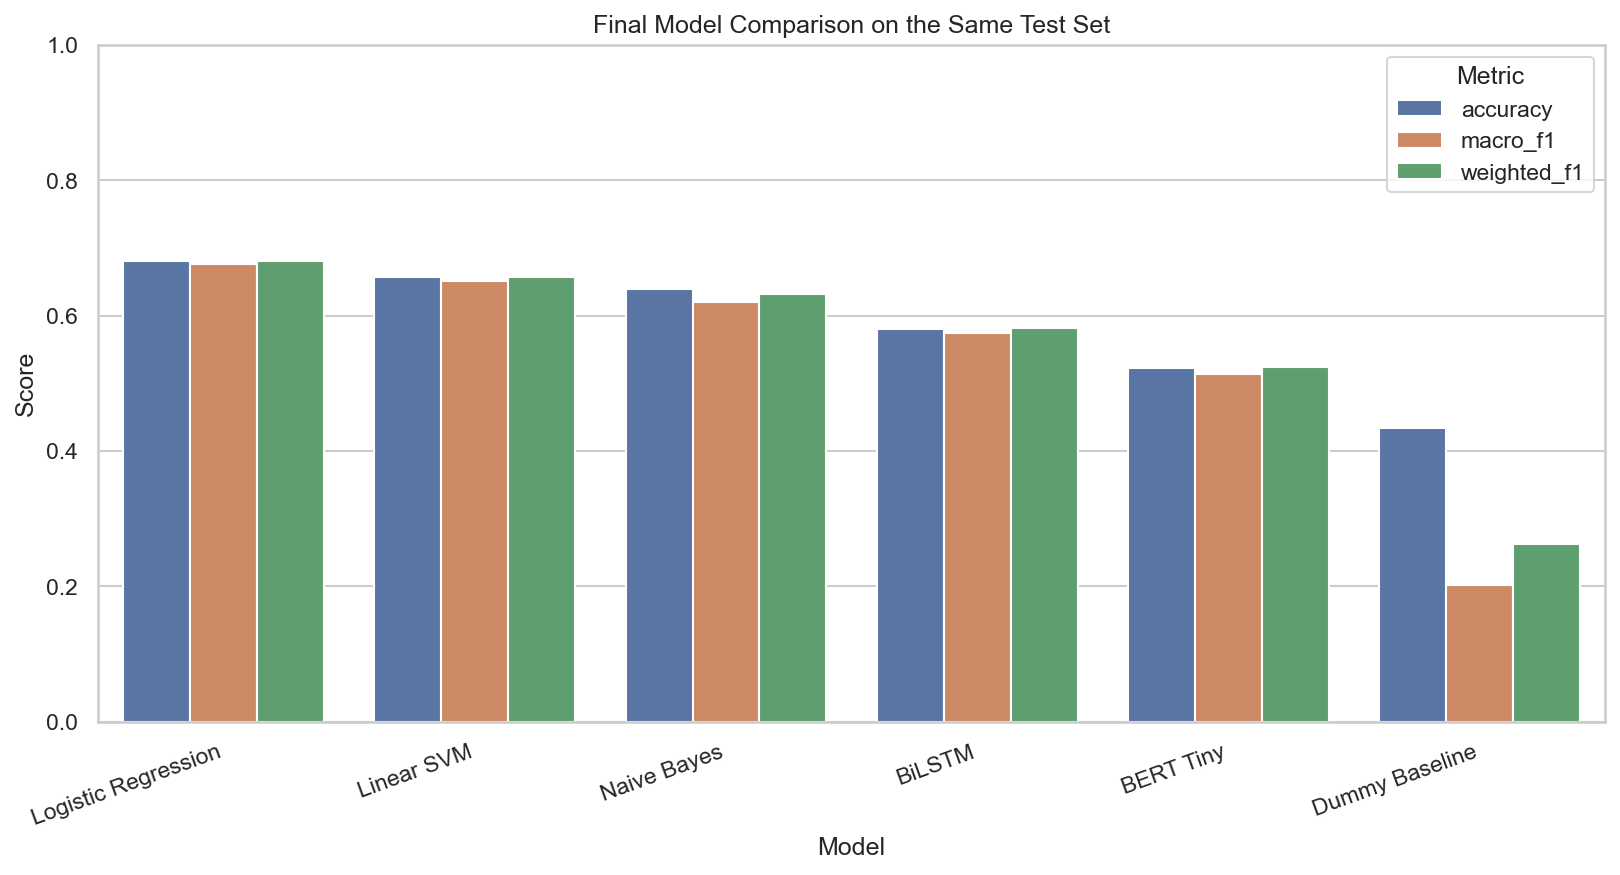 Final Model Comparison on the Same Test Set
1.0
0.8
0.6
0.4
0.2
0.0
Score
Metric
accuracy
macro_f1
weighted_f1
Logistic Regression
Linear SVM
Naive Bayes
BiLSTM
BERT Tiny
Dummy Baseline
Model